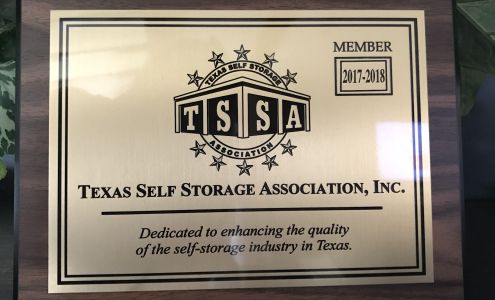 MEMBER
2017-2018
TEXAS SELF STORAGE
TSSA
ASSOCIATION
TEXAS SELF STORAGE ASSOCIATION, INC.
Dedicated to enhancing the quality
of the self-storage industry in Texas.